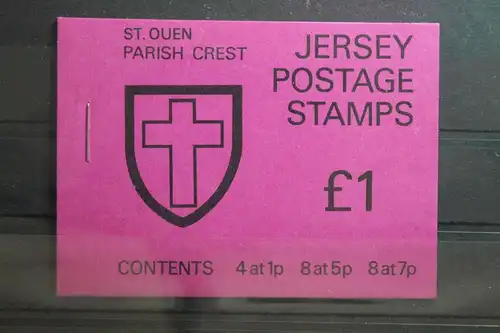 ST. OUEN
PARISH CREST
JERSEY
POSTAGE
STAMPS
£1
CONTENTS 4 at 1p 8 at 5p 8 at 7p